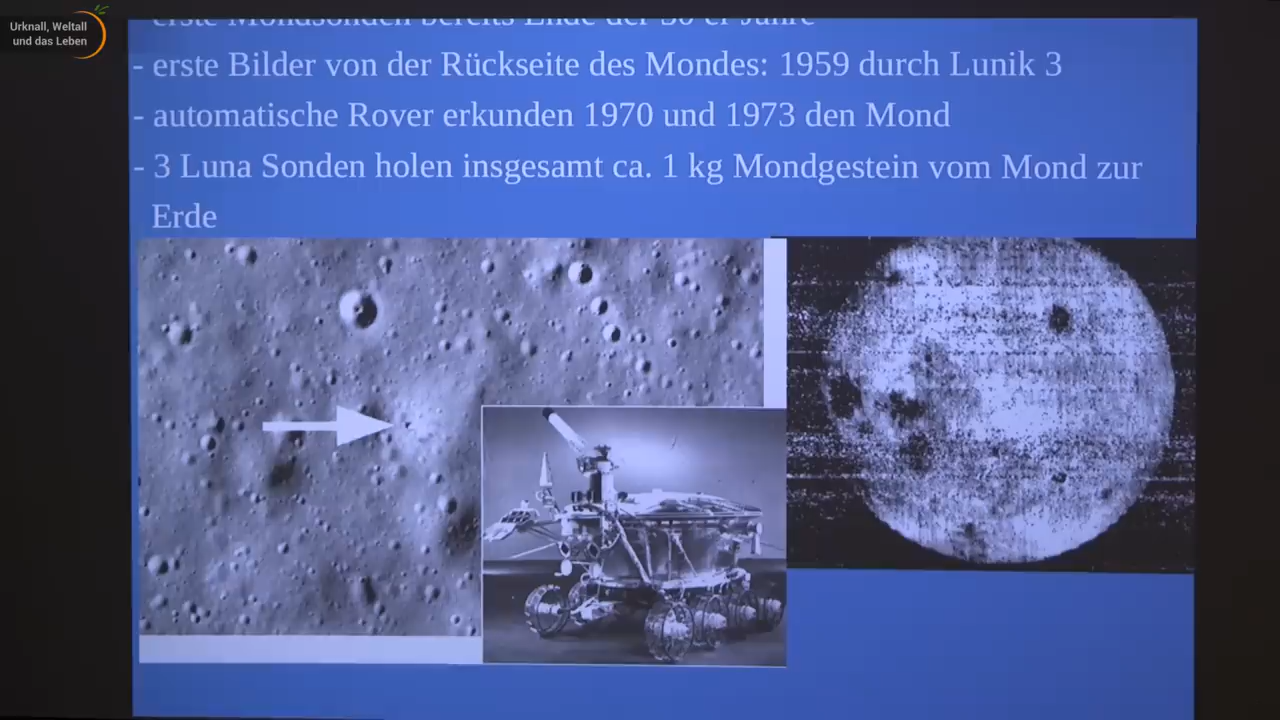 Urknall, Weltall
und das Leben
erste Mondsonden bereits Ende der 50-er Jahre
- erste Bilder von der Rückseite des Mondes: 1959 durch Lunik 3
- automatische Rover erkunden 1970 und 1973 den Mond
- 3 Luna Sonden holen insgesamt ca. 1 kg Mondgestein vom Mond zur
Erde